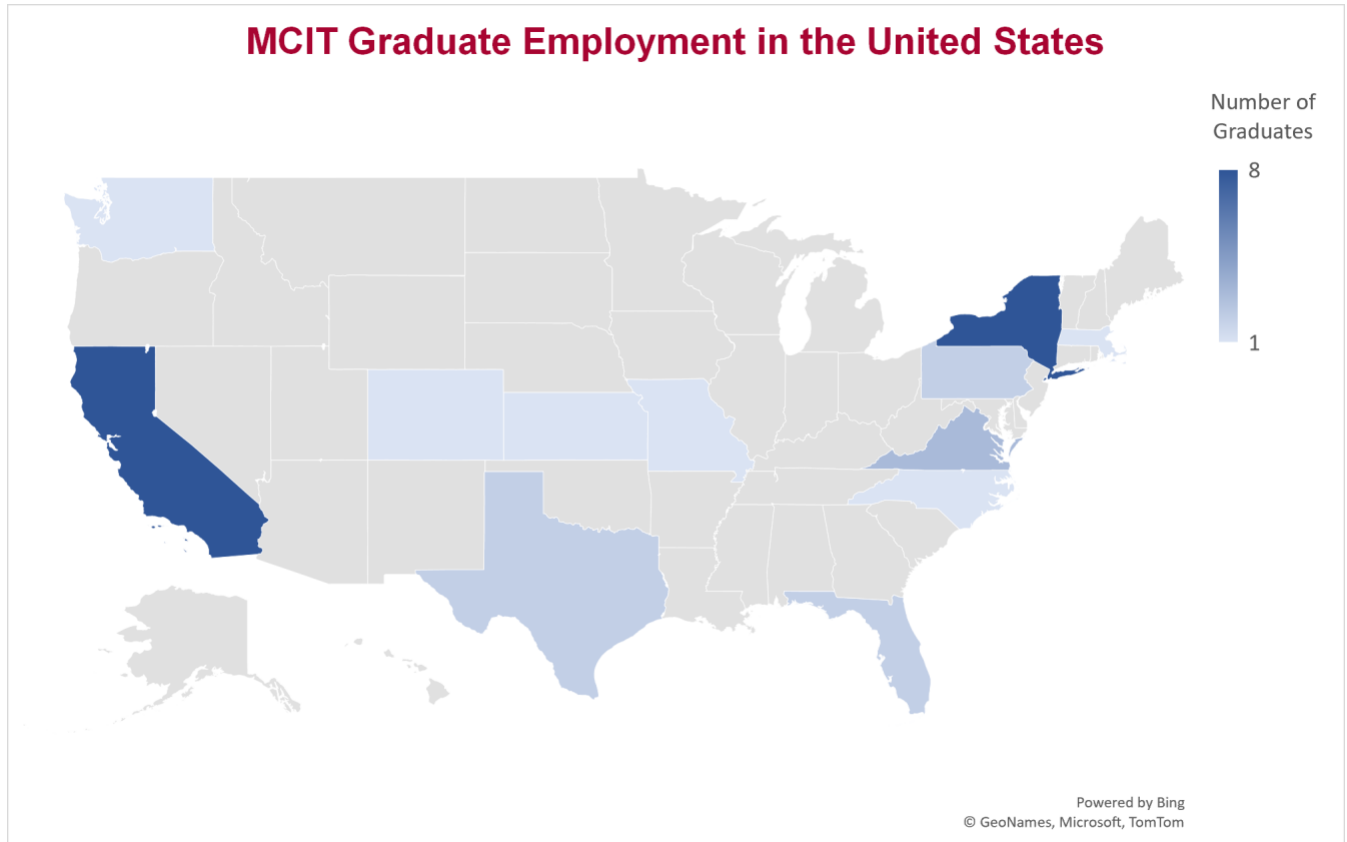 MCIT Graduate Employment in the United States
Number of
Graduates
8
1
Powered by Bing
© GeoNames, Microsoft, TomTom